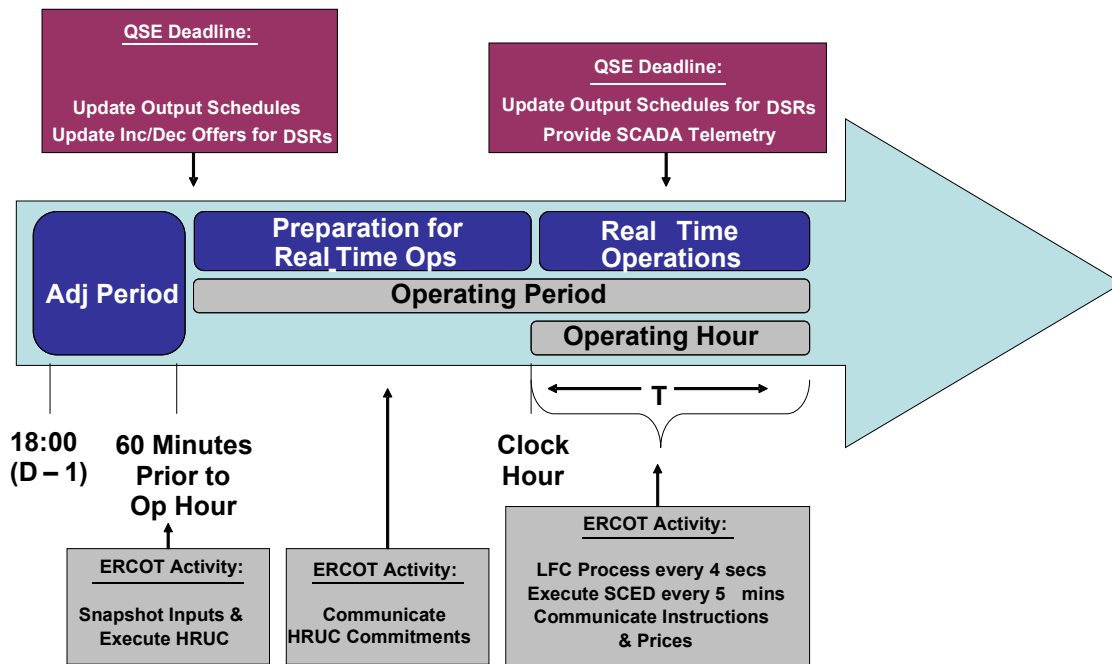 QSE Deadline:
Update Output Schedules
Update Inc/Dec Offers for DSRs
QSE Deadline:
Update Output Schedules for DSRs
Provide SCADA Telemetry
Adj Period
Preparation for
Real Time Ops
Real Time
Operations
Operating Period
Operating Hour
T
18:00
(D – 1)
60 Minutes
Prior to
Op Hour
Clock
Hour
ERCOT Activity:
Snapshot Inputs &
Execute HRUC
ERCOT Activity:
Communicate
HRUC Commitments
ERCOT Activity:
LFC Process every 4 secs
Execute SCED every 5 mins
Communicate Instructions
& Prices